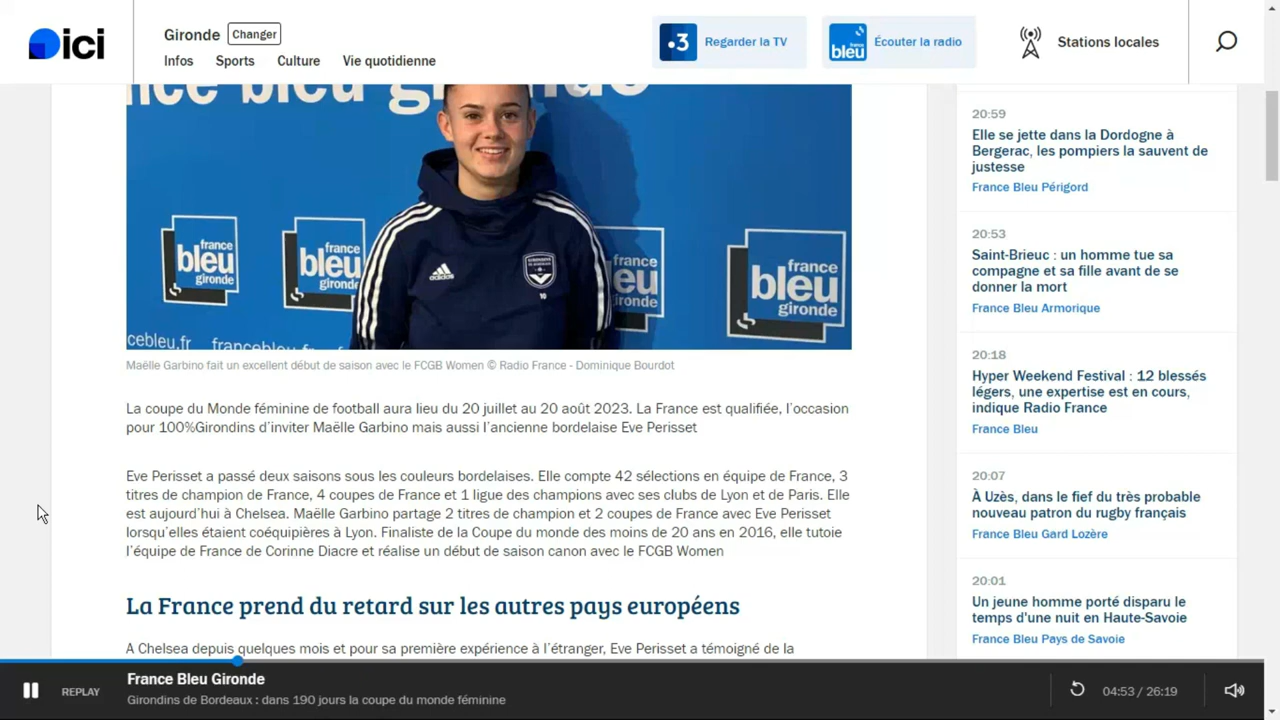 ici
Gironde Changer
Infos Sports Culture Vie quotidienne
•3 Regarder la TV
france bleu Écouter la radio
Stations locales
france bleu gironde
france bleu gironde
bleu gironde
france bleu gironde
france bleu gironde
adidas
10
cebleu.fr
francebleu.fr
Maëlle Garbino fait un excellent début de saison avec le FCGB Women © Radio France - Dominique Bourdot
La coupe du Monde féminine de football aura lieu du 20 juillet au 20 août 2023. La France est qualifiée, l'occasion
pour 100%Girondins d'inviter Maëlle Garbino mais aussi l'ancienne bordelaise Eve Perisset
Eve Perisset a passé deux saisons sous les couleurs bordelaises. Elle compte 42 sélections en équipe de France, 3
titres de champion de France, 4 coupes de France et 1 ligue des champions avec ses clubs de Lyon et de Paris. Elle
est aujourd'hui à Chelsea. Maëlle Garbino partage 2 titres de champion et 2 coupes de France avec Eve Perisset
lorsqu'elles étaient coéquipières à Lyon. Finaliste de la Coupe du monde des moins de 20 ans en 2016, elle tutoie
l'équipe de France de Corinne Diacre et réalise un début de saison canon avec le FCGB Women
La France prend du retard sur les autres pays européens
A Chelsea depuis quelques mois et pour sa première expérience à l'étranger, Eve Perisset a témoigné de la
20:59
Elle se jette dans la Dordogne à
Bergerac, les pompiers la sauvent de
justesse
France Bleu Périgord
20:53
Saint-Brieuc : un homme tue sa
compagne et sa fille avant de se
donner la mort
France Bleu Armorique
20:18
Hyper Weekend Festival : 12 blessés
légers, une expertise est en cours,
indique Radio France
France Bleu
20:07
À Uzès, dans le fief du très probable
nouveau patron du rugby français
France Bleu Gard Lozère
20:01
Un jeune homme porté disparu le
temps d'une nuit en Haute-Savoie
France Bleu Pays de Savoie
REPLAY
France Bleu Gironde
Girondins de Bordeaux : dans 190 jours la coupe du monde féminine
04:53 / 26:19